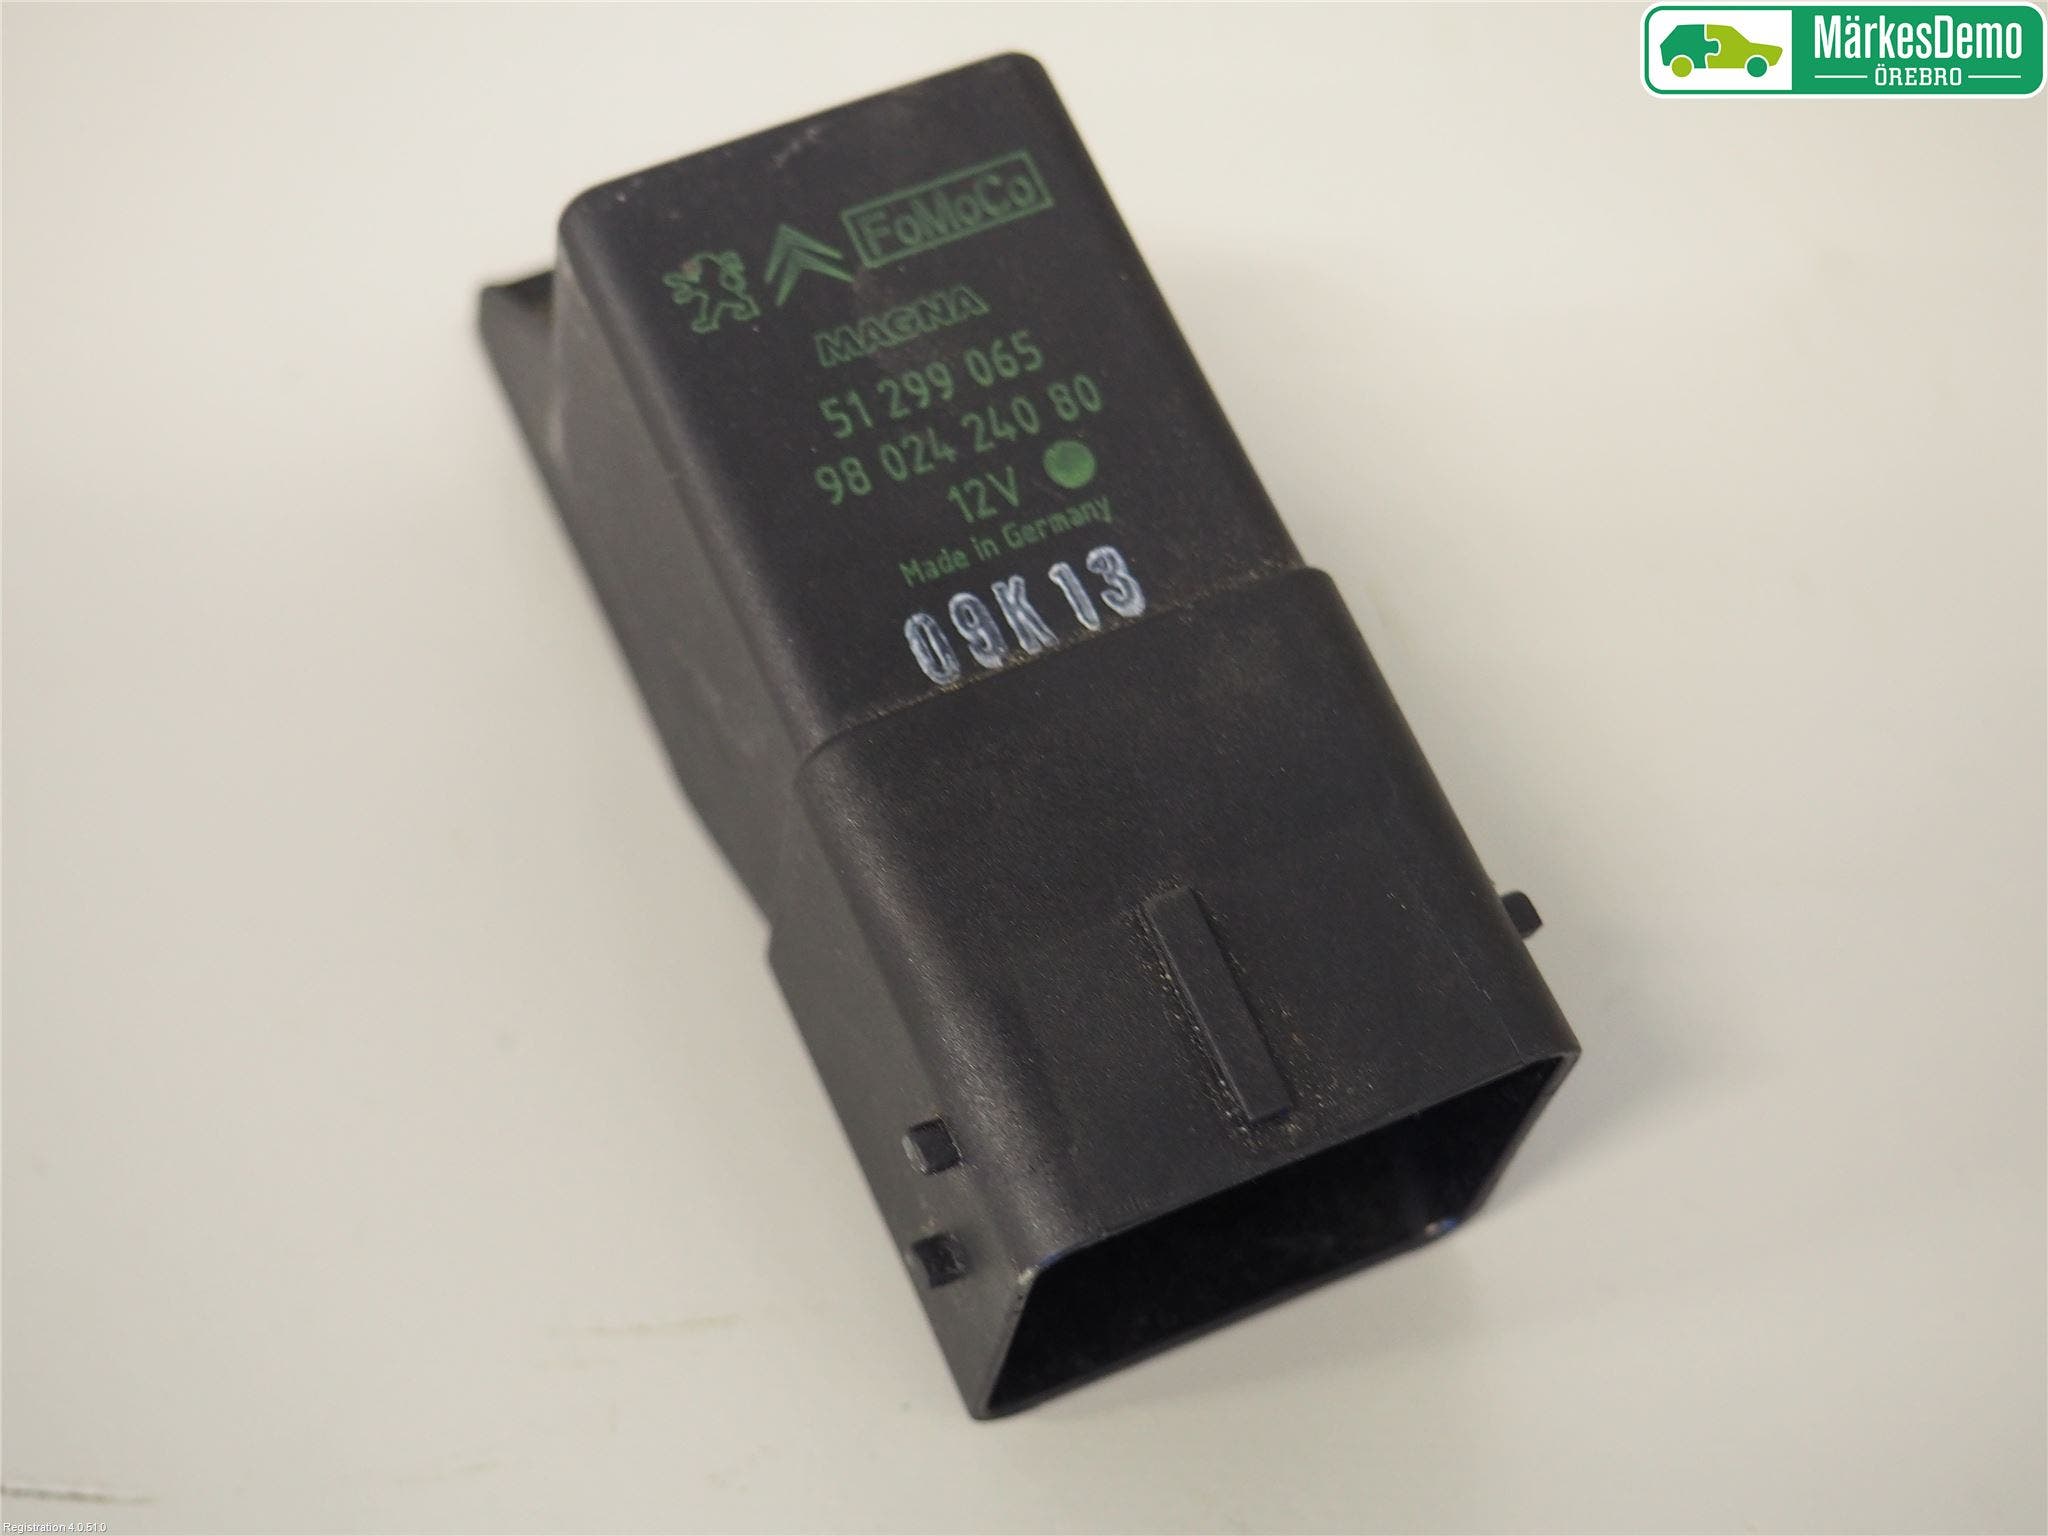 MärkesDemo
ÖREBRO
FoMoCo
MAGNA
51 299 065
98 024 240 80
12V
Made in Germany
09K13
Registration 4.0.51.0